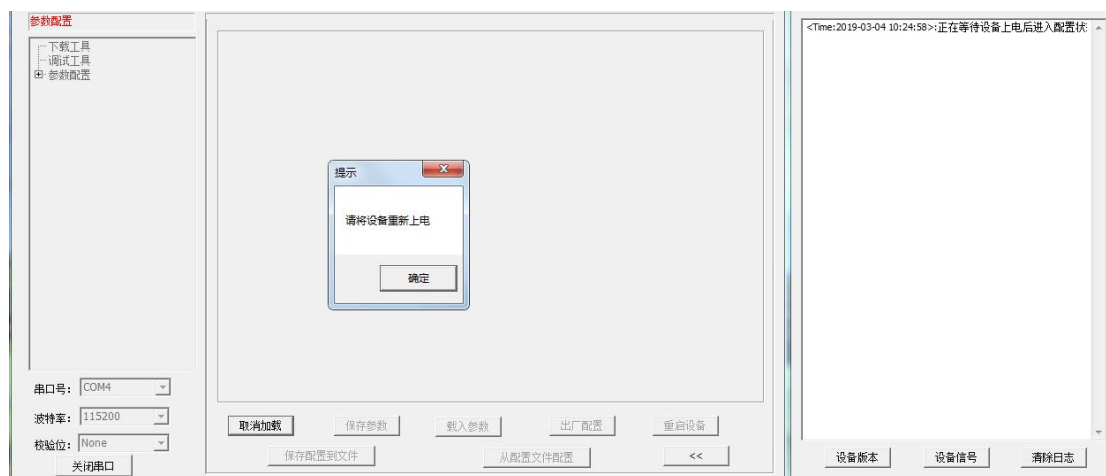 参数配置
下载工具
调试工具
参数配置
提示
请将设备重新上电
确定
串口号： COM4
波特率： 115200
校验位： None
关闭串口
取消加载 保存参数 载入参数 出厂配置 重启设备
保存配置到文件 从配置文件配置 <<
<Time:2019-03-04 10:24:58>:正在等待设备上电后进入配置状
设备版本 设备信号 清除日志